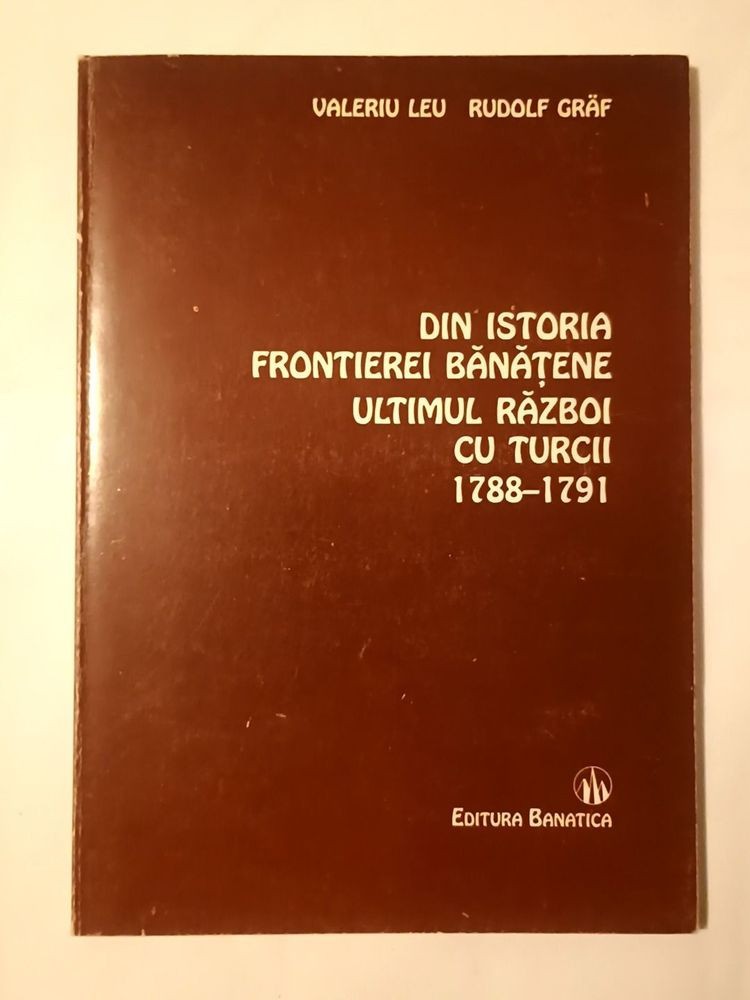 VALERIU LEU RUDOLF GRÄF
DIN ISTORIA
FRONTIEREI BĂNĂȚENE
ULTIMUL RĂZBOI
CU TURCII
1788–1791
EDITURA BANATICA